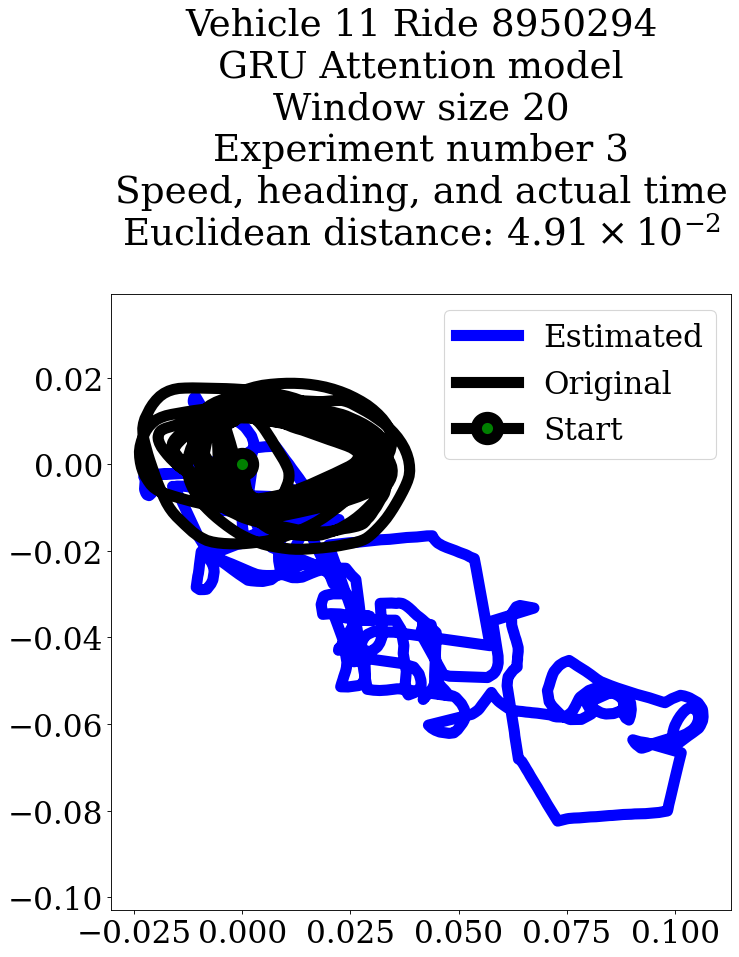 Vehicle 11 Ride 8950294
GRU Attention model
Window size 20
Experiment number 3
Speed, heading, and actual time
Euclidean distance: 4.91 × 10⁻²
Estimated
Original
Start
0.02
0.00
−0.02
−0.04
−0.06
−0.08
−0.10
−0.025 0.000 0.025 0.050 0.075 0.100